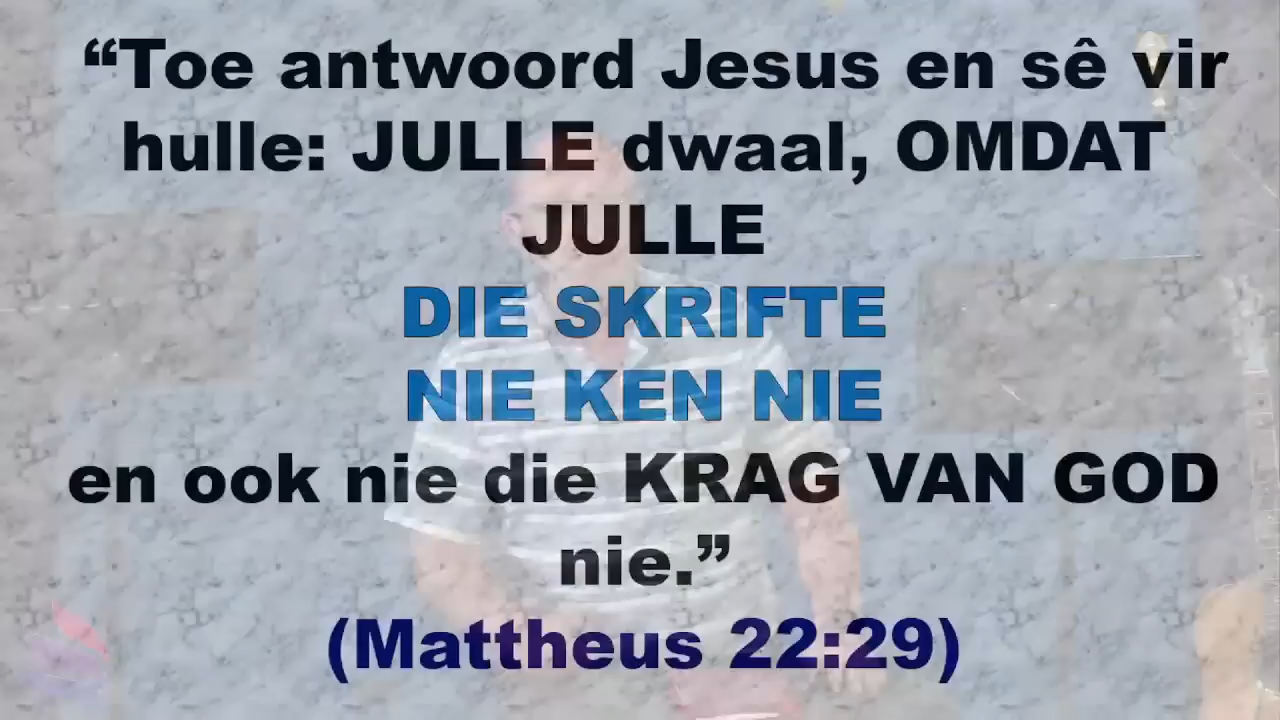 “Toe antwoord Jesus en sê vir
hulle: JULLE dwaal, OMDAT
JULLE
DIE SKRIFTE
NIE KEN NIE
en ook nie die KRAG VAN GOD
nie.”
(Mattheus 22:29)